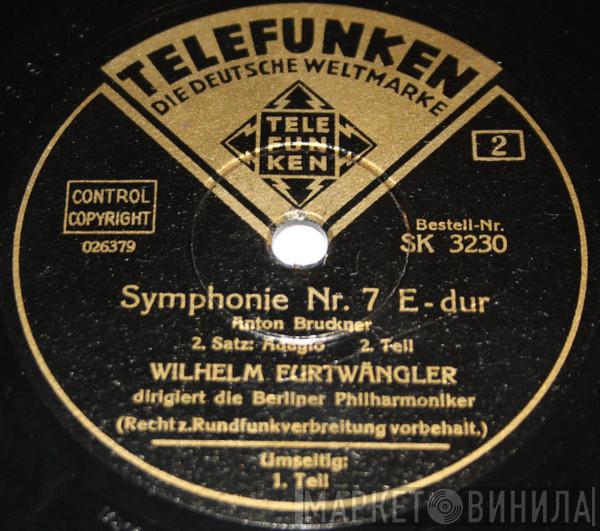 TELEFUNKEN
DIE DEUTSCHE WELTMARKE
TELE
FUN
KEN
2
CONTROL
COPYRIGHT
026379
Bestell-Nr.
SK 3230
Symphonie Nr. 7 E-dur
Anton Bruckner
2. Satz: Adagio 2. Teil
WILHELM FURTWÄNGLER
dirigiert die Berliner Philharmoniker
(Recht z. Rundfunkverbreitung vorbehalt.)
Umseitig:
1. Teil
МАРКЕТ ВИНИЛА